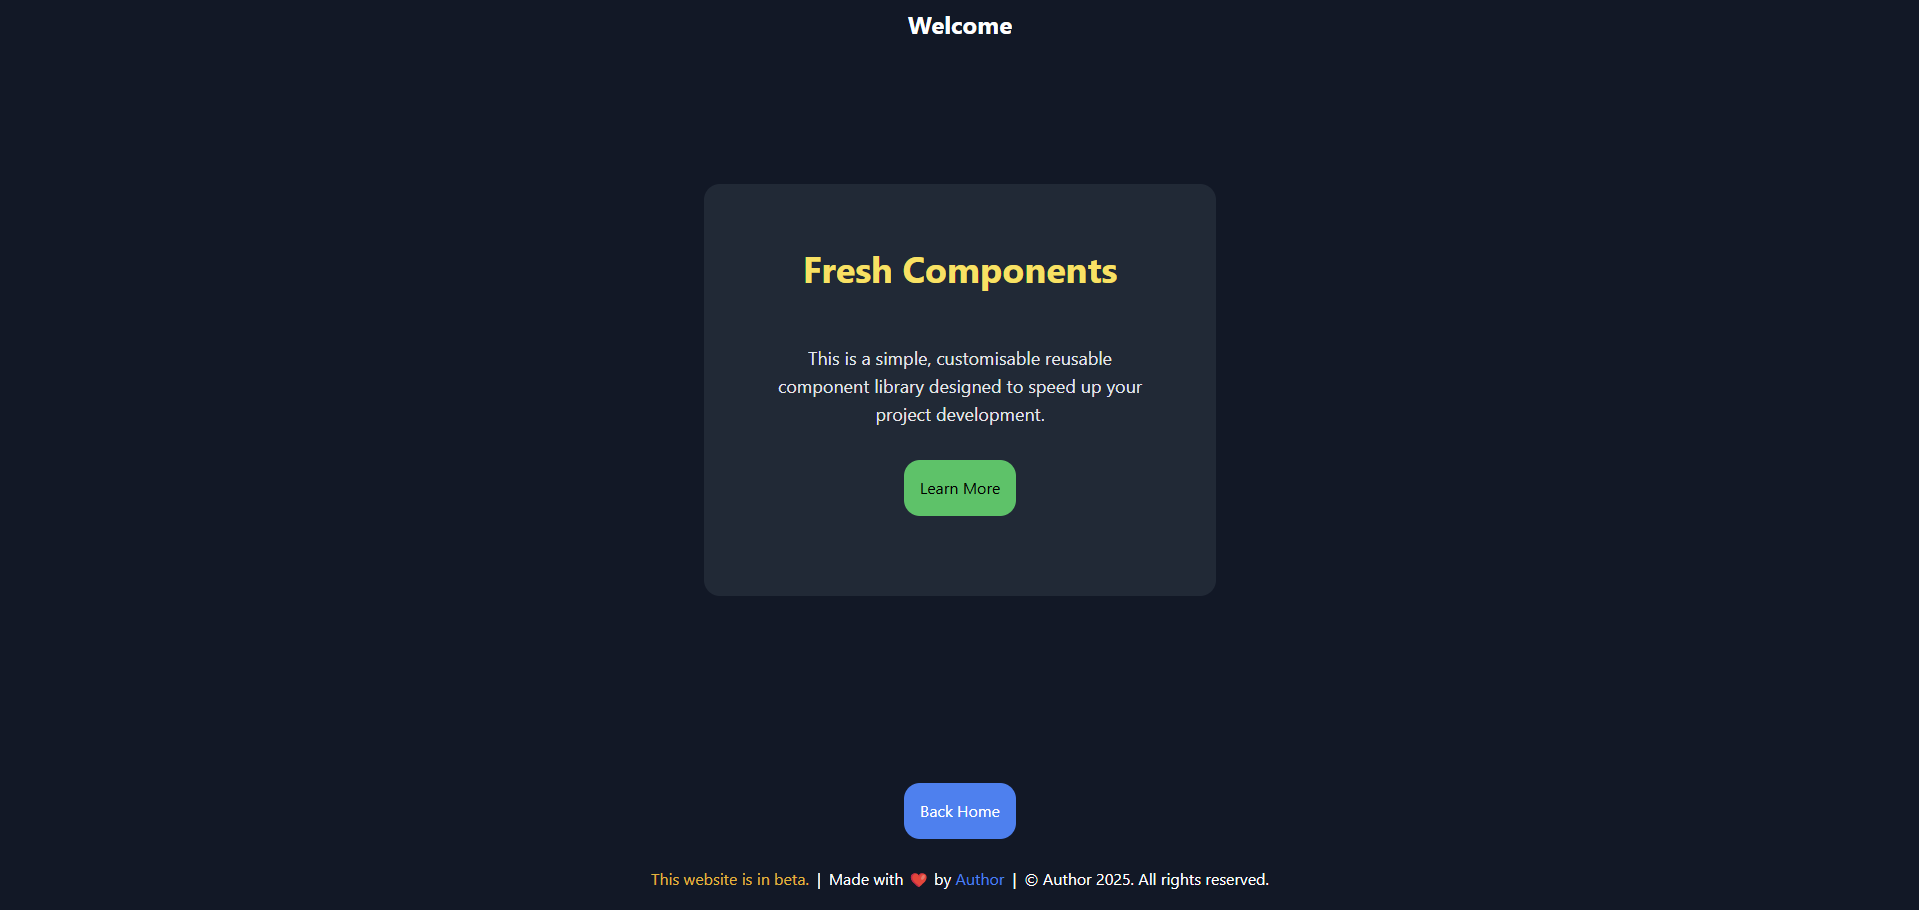 Welcome
Fresh Components
This is a simple, customisable reusable
component library designed to speed up your
project development.
Learn More
Back Home
This website is in beta. | Made with ❤️ by Author | © Author 2025. All rights reserved.